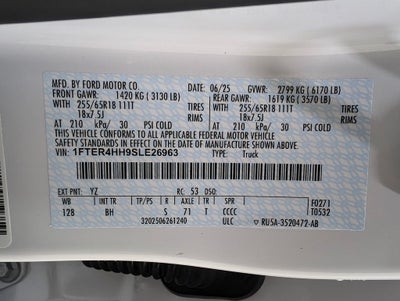 MFD. BY FORD MOTOR CO.
06/25 GVWR: 2799 KG ( 6170 LB)
FRONT GAWR: 1420 KG ( 3130 LB) REAR GAWR: 1619 KG ( 3570 LB)
WITH 255/65R18 111T TIRES WITH 255/65R18 111T TIRES
18x7.5J RIMS 18x7.5J RIMS
AT 210 kPa/ 30 PSI COLD AT 210 kPa/ 30 PSI COLD
THIS VEHICLE CONFORMS TO ALL APPLICABLE FEDERAL MOTOR VEHICLE
SAFETY STANDARDS IN EFFECT ON THE DATE OF MANUFACTURE SHOWN ABOVE.
VIN: 1FTER4HH9SLE26963
TYPE: Truck
EXT PNT: YZ RC: 53 DSO:
WB INT TR TP/PS R AXLE TR SPR F0271
128 BH S 71 T CCCC T0532
3202506261240 ULC RU5A-3520472-AB